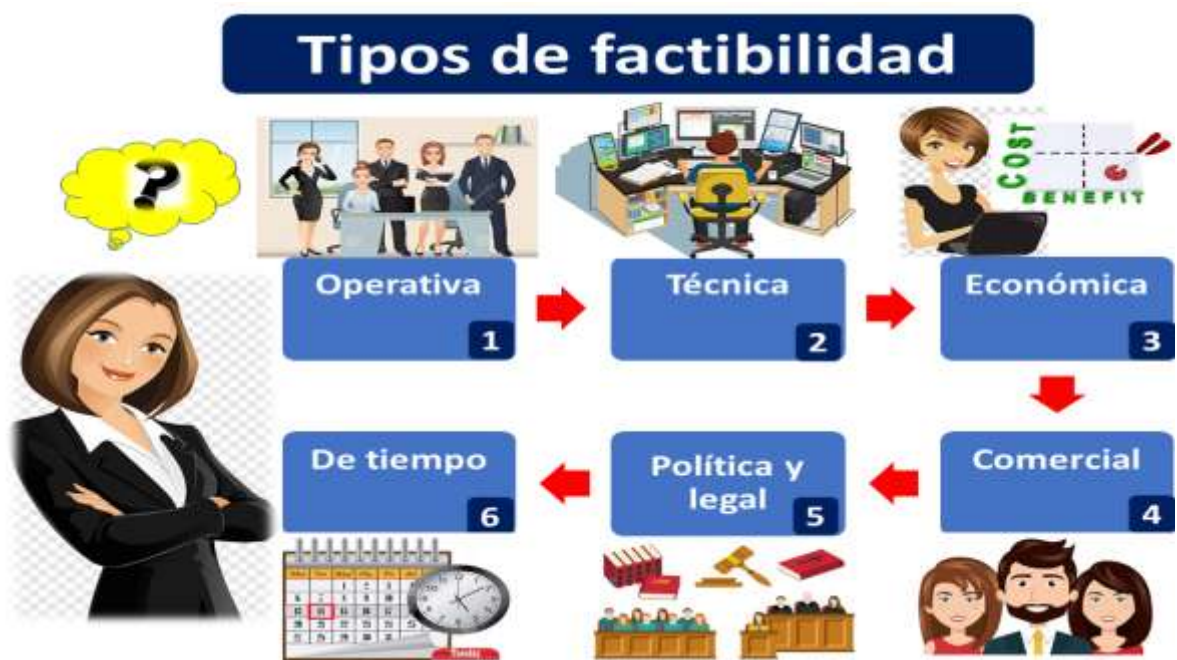 Tipos de factibilidad
?
COST
BENEFIT
Operativa
1
Técnica
2
Económica
3
De tiempo
6
Política y
legal
5
Comercial
4